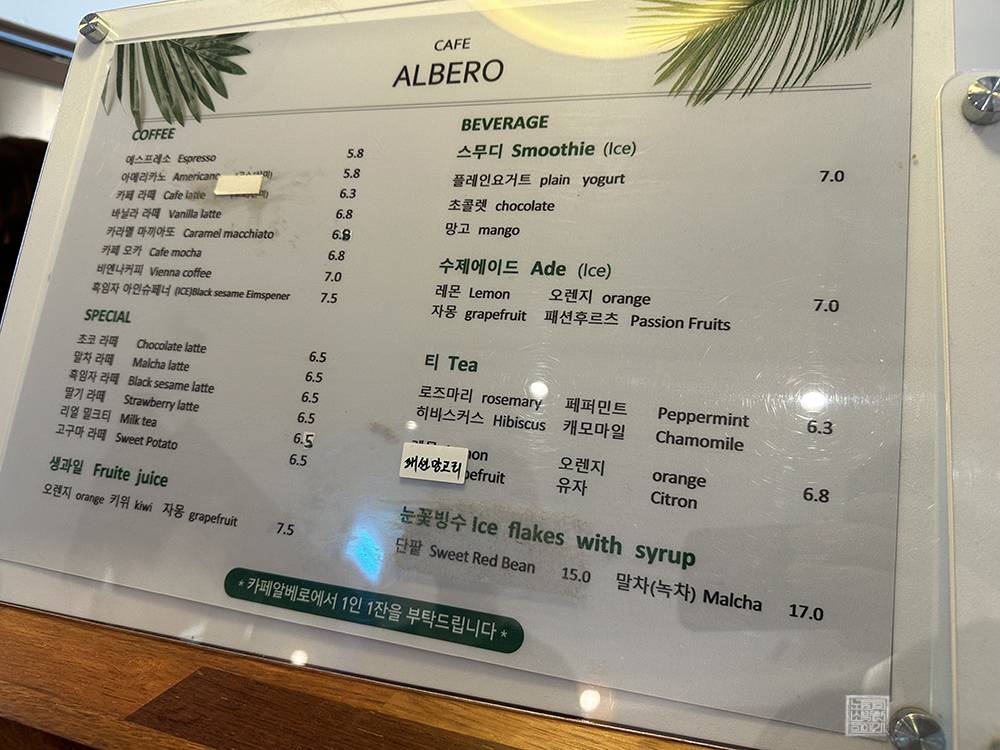 CAFE
ALBERO
COFFEE
에스프레소 Espresso 5.8
아메리카노 Americano 5.8
카페 라떼 Cafe latte 6.3
바닐라 라떼 Vanilla latte 6.8
카라멜 마끼아또 Caramel macchiato 6.8
카페 모카 Cafe mocha 6.8
비엔나커피 Vienna coffee 7.0
흑임자 아인슈페너 (ICE)Black sesame Eimspener 7.5
SPECIAL
초코 라떼 Chocolate latte 6.5
말차 라떼 Malcha latte 6.5
흑임자 라떼 Black sesame latte 6.5
딸기 라떼 Strawberry latte 6.5
리얼 밀크티 Milk tea 6.5
고구마 라떼 Sweet Potato 6.5
생과일 Fruite juice
오렌지 orange 키위 kiwi 자몽 grapefruit 7.5
BEVERAGE
스무디 Smoothie (Ice)
플레인요거트 plain yogurt 7.0
초콜렛 chocolate
망고 mango
수제에이드 Ade (Ice)
레몬 Lemon 오렌지 orange 7.0
자몽 grapefruit 패션후르츠 Passion Fruits
티 Tea
로즈마리 rosemary 페퍼민트 Peppermint 6.3
히비스커스 Hibiscus 캐모마일 Chamomile
오렌지 orange 6.8
유자 Citron
눈꽃빙수 Ice flakes with syrup
단팥 Sweet Red Bean 15.0 말차(녹차) Malcha 17.0
* 카페알베로에서 1인 1잔을 부탁드립니다 *